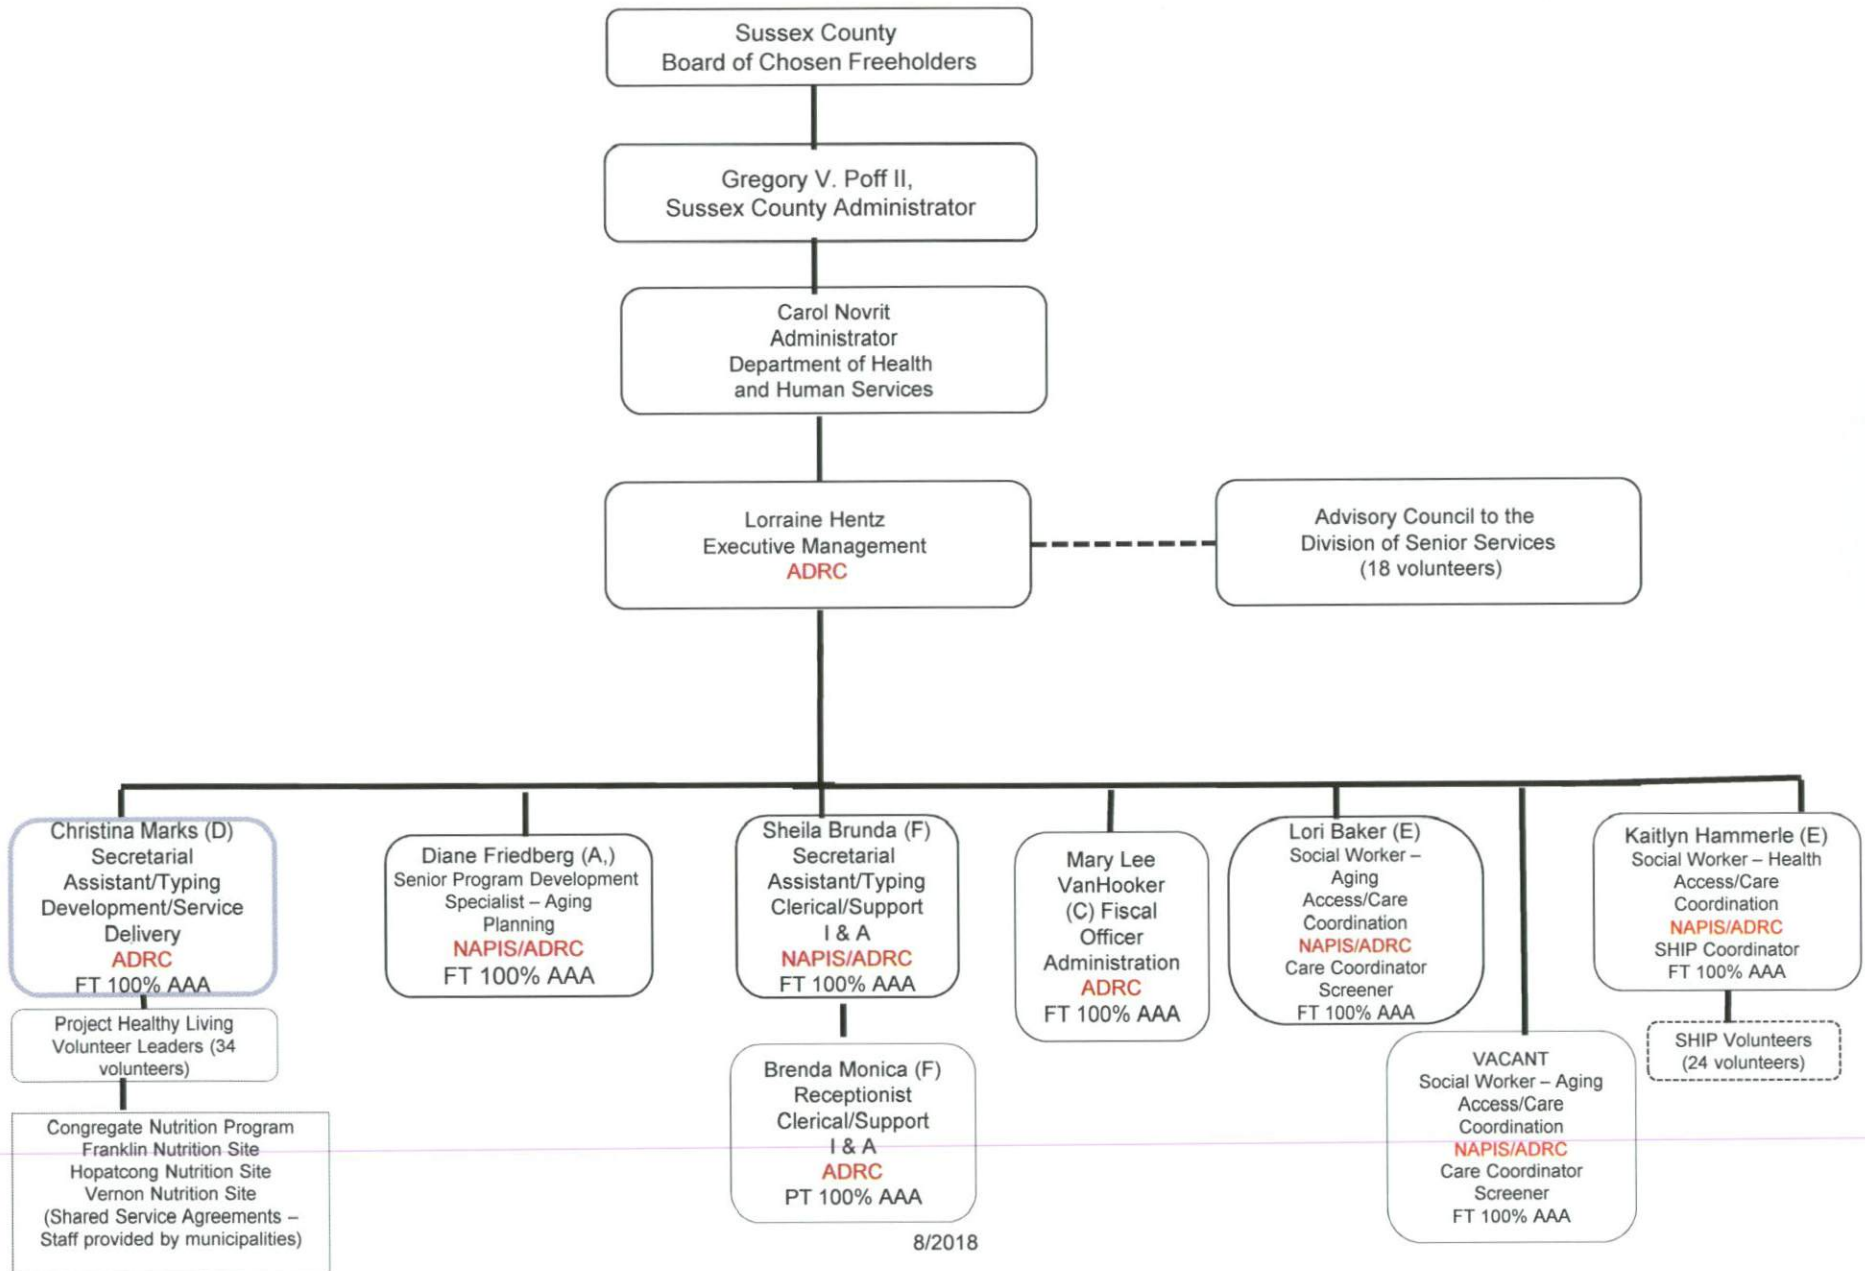 Sussex County
Board of Chosen Freeholders
Gregory V. Poff II,
Sussex County Administrator
Carol Novrit
Administrator
Department of Health
and Human Services
Lorraine Hentz
Executive Management
ADRC
Advisory Council to the
Division of Senior Services
(18 volunteers)
Christina Marks (D)
Secretarial
Assistant/Typing
Development/Service
Delivery
ADRC
FT 100% AAA
Project Healthy Living
Volunteer Leaders (34
volunteers)
Congregate Nutrition Program
Franklin Nutrition Site
Hopatcong Nutrition Site
Vernon Nutrition Site
(Shared Service Agreements –
Staff provided by municipalities)
Diane Friedberg (A,)
Senior Program Development
Specialist – Aging
Planning
NAPIS/ADRC
FT 100% AAA
Sheila Brunda (F)
Secretarial
Assistant/Typing
Clerical/Support
I & A
NAPIS/ADRC
FT 100% AAA
Brenda Monica (F)
Receptionist
Clerical/Support
I & A
ADRC
PT 100% AAA
Mary Lee
VanHooker
(C) Fiscal
Officer
Administration
ADRC
FT 100% AAA
Lori Baker (E)
Social Worker –
Aging
Access/Care
Coordination
NAPIS/ADRC
Care Coordinator
Screener
FT 100% AAA
VACANT
Social Worker – Aging
Access/Care
Coordination
NAPIS/ADRC
Care Coordinator
Screener
FT 100% AAA
Kaitlyn Hammerle (E)
Social Worker – Health
Access/Care
Coordination
NAPIS/ADRC
SHIP Coordinator
FT 100% AAA
SHIP Volunteers
(24 volunteers)
8/2018